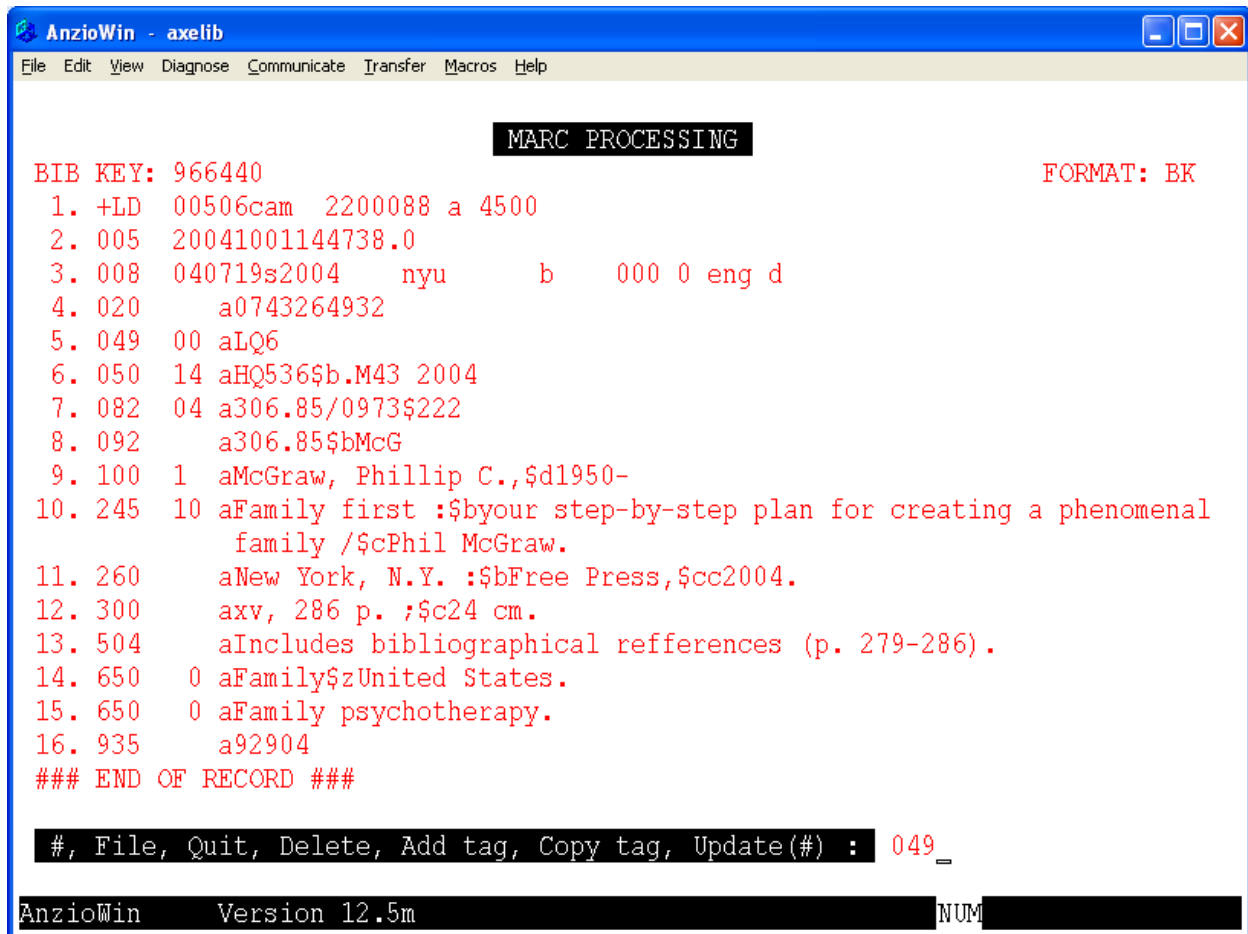 AnzioWin - axelib
File Edit View Diagnose Communicate Transfer Macros Help
MARC PROCESSING
BIB KEY: 966440 FORMAT: BK
1. +LD 00506cam 2200088 a 4500
2. 005 20041001144738.0
3. 008 040719s2004 nyu b 000 0 eng d
4. 020 a0743264932
5. 049 00 aLQ6
6. 050 14 aHQ536$b.M43 2004
7. 082 04 a306.85/0973$222
8. 092 a306.85$bMcG
9. 100 1 aMcGraw, Phillip C.,$d1950-
10. 245 10 aFamily first :$byour step-by-step plan for creating a phenomenal
family /$cPhil McGraw.
11. 260 aNew York, N.Y. :$bFree Press,$cc2004.
12. 300 axv, 286 p. ;$c24 cm.
13. 504 aIncludes bibliographical refferences (p. 279-286).
14. 650 0 aFamily$zUnited States.
15. 650 0 aFamily psychotherapy.
16. 935 a92904
### END OF RECORD ###
#, File, Quit, Delete, Add tag, Copy tag, Update(#) : 049_
AnzioWin Version 12.5m NUM